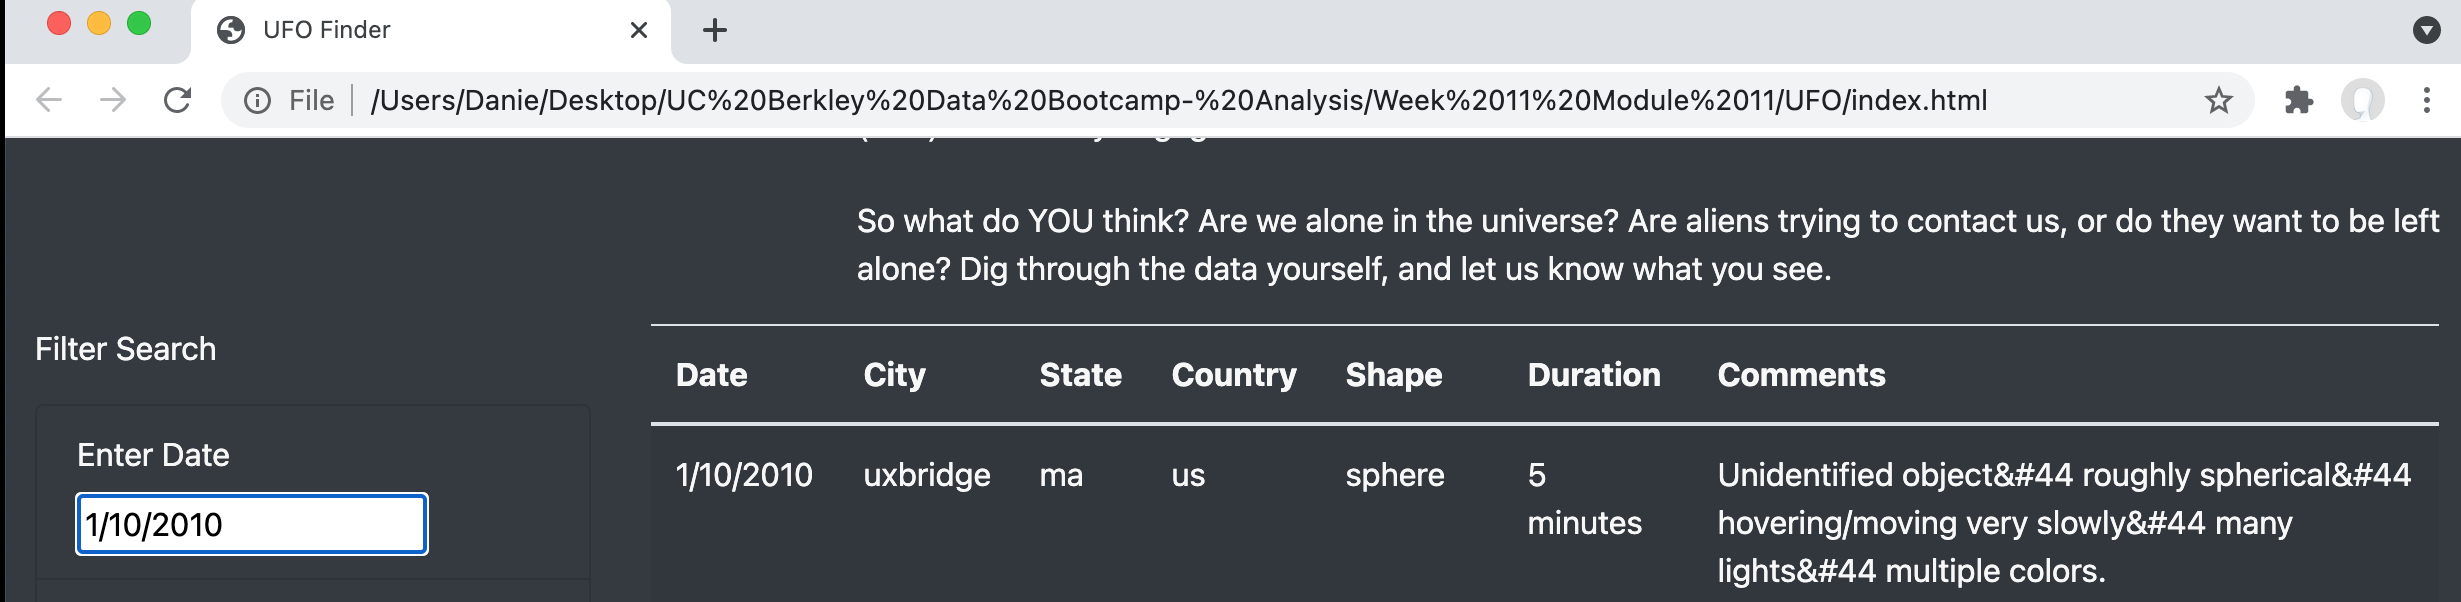 UFO Finder
File /Users/Danie/Desktop/UC%20Berkley%20Data%20Bootcamp-%20Analysis/Week%2011%20Module%2011/UFO/index.html
So what do YOU think? Are we alone in the universe? Are aliens trying to contact us, or do they want to be left
alone? Dig through the data yourself, and let us know what you see.
Filter Search
Enter Date
1/10/2010
Date City State Country Shape Duration Comments
1/10/2010 uxbridge ma us sphere 5 Unidentified object&#44 roughly spherical&#44
minutes hovering/moving very slowly&#44 many
lights&#44 multiple colors.